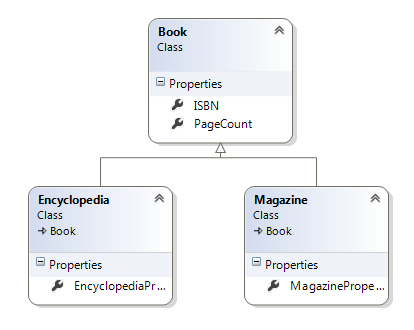 Book
Class
Properties
ISBN
PageCount
Encyclopedia
Class
Book
Properties
EncyclopediaPr...
Magazine
Class
Book
Properties
MagazinePrope...